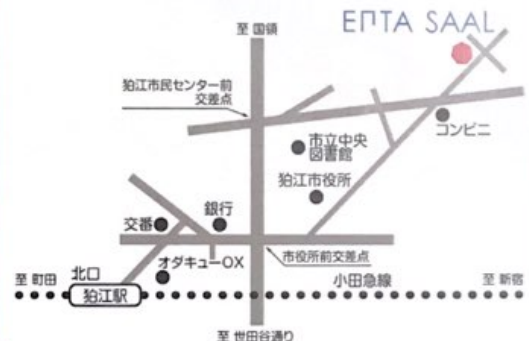 至 国領
ЕПТА SAAL
狛江市民センター前
交差点
コンビニ
市立中央
図書館
狛江市役所
交番
銀行
市役所前交差点
オダキューOX
北口
至 町田
狛江駅
小田急線
至 新宿
至 世田谷通り